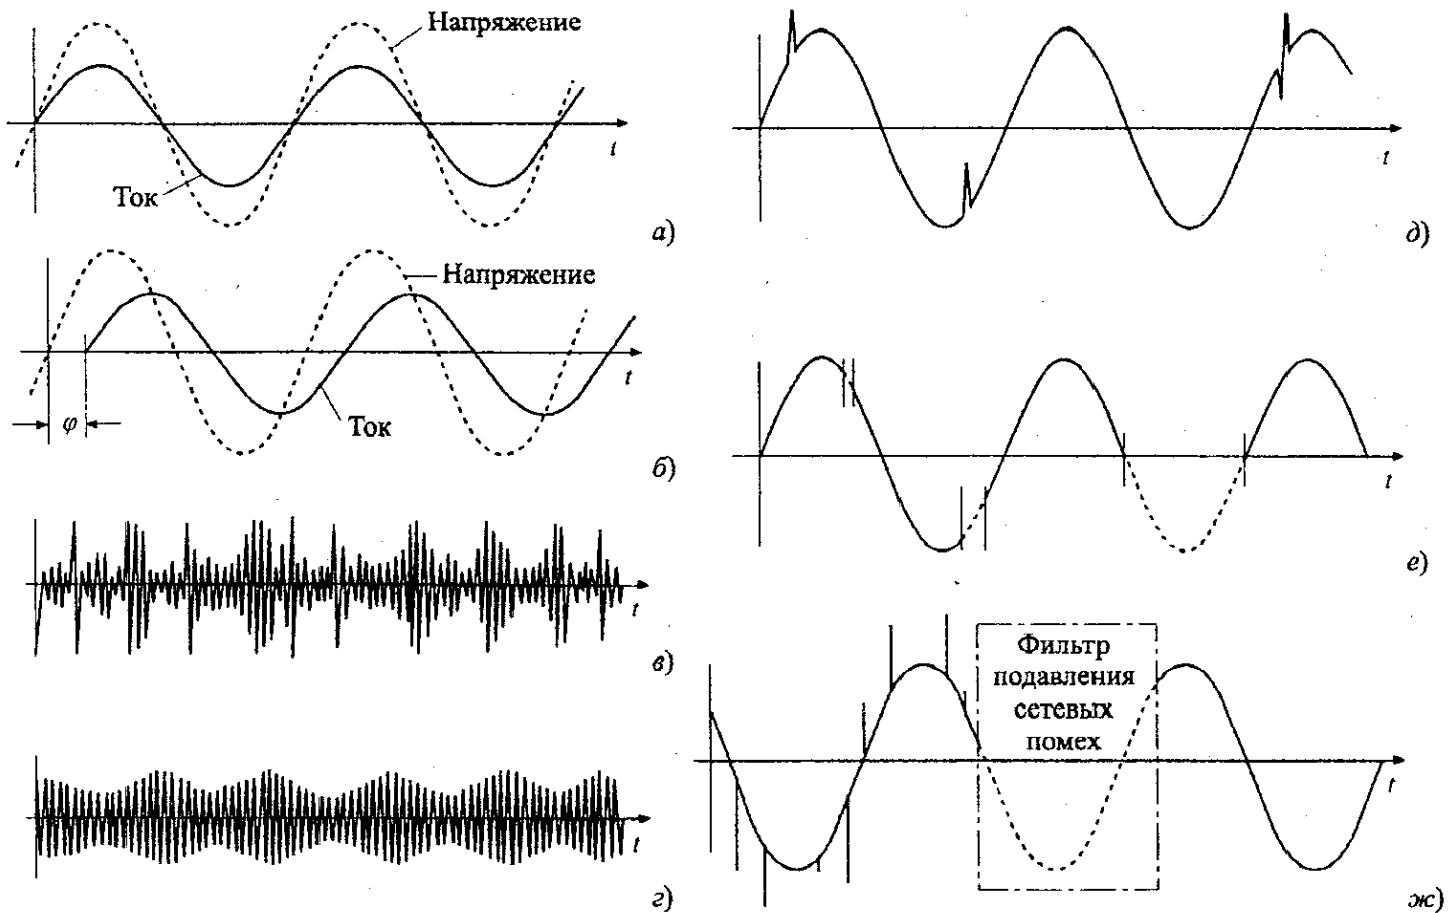 Напряжение
Ток
t
а)
Напряжение
Ток
φ
t
б)
t
в)
t
г)
t
д)
t
е)
Фильтр
подавления
сетевых
помех
t
ж)